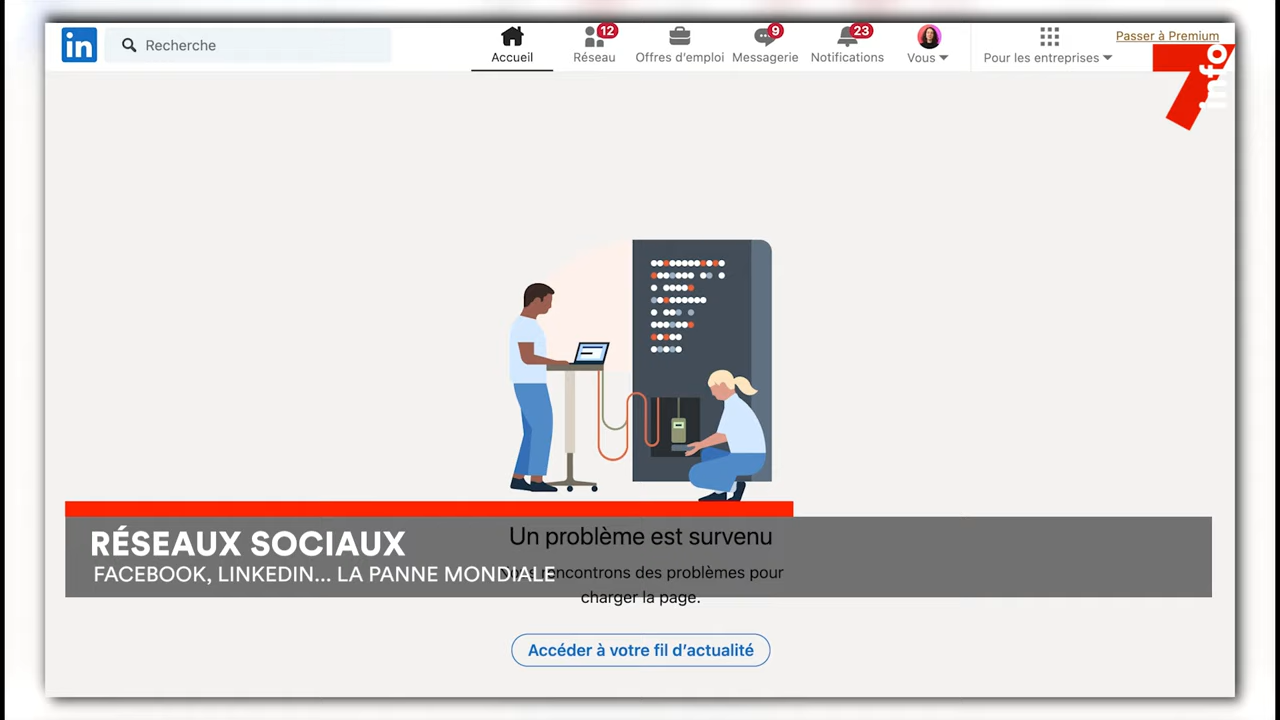 in
Recherche
12
9
23
Accueil
Réseau
Offres d'emploi
Messagerie
Notifications
Vous
Pour les entreprises
Passer à Premium
7 info
RÉSEAUX SOCIAUX
FACEBOOK, LINKEDIN... LA PANNE MONDIALE
Un problème est survenu
rencontrons des problèmes pour
charger la page.
Accéder à votre fil d'actualité